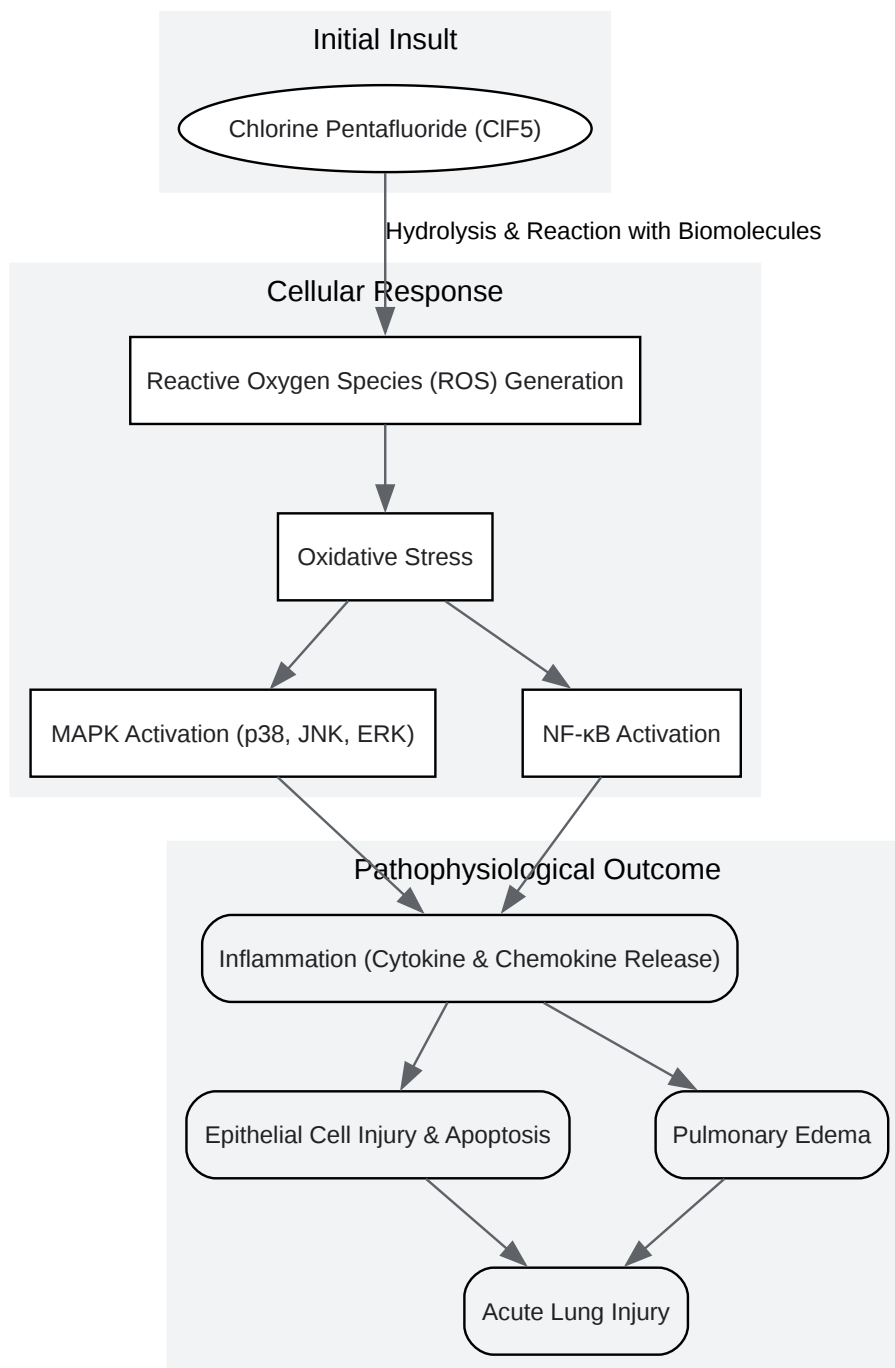 Initial Insult
Chlorine Pentafluoride (ClF5)
Hydrolysis & Reaction with Biomolecules
Cellular Response
Reactive Oxygen Species (ROS) Generation
Oxidative Stress
MAPK Activation (p38, JNK, ERK)
NF-κB Activation
Pathophysiological Outcome
Inflammation (Cytokine & Chemokine Release)
Epithelial Cell Injury & Apoptosis
Pulmonary Edema
Acute Lung Injury